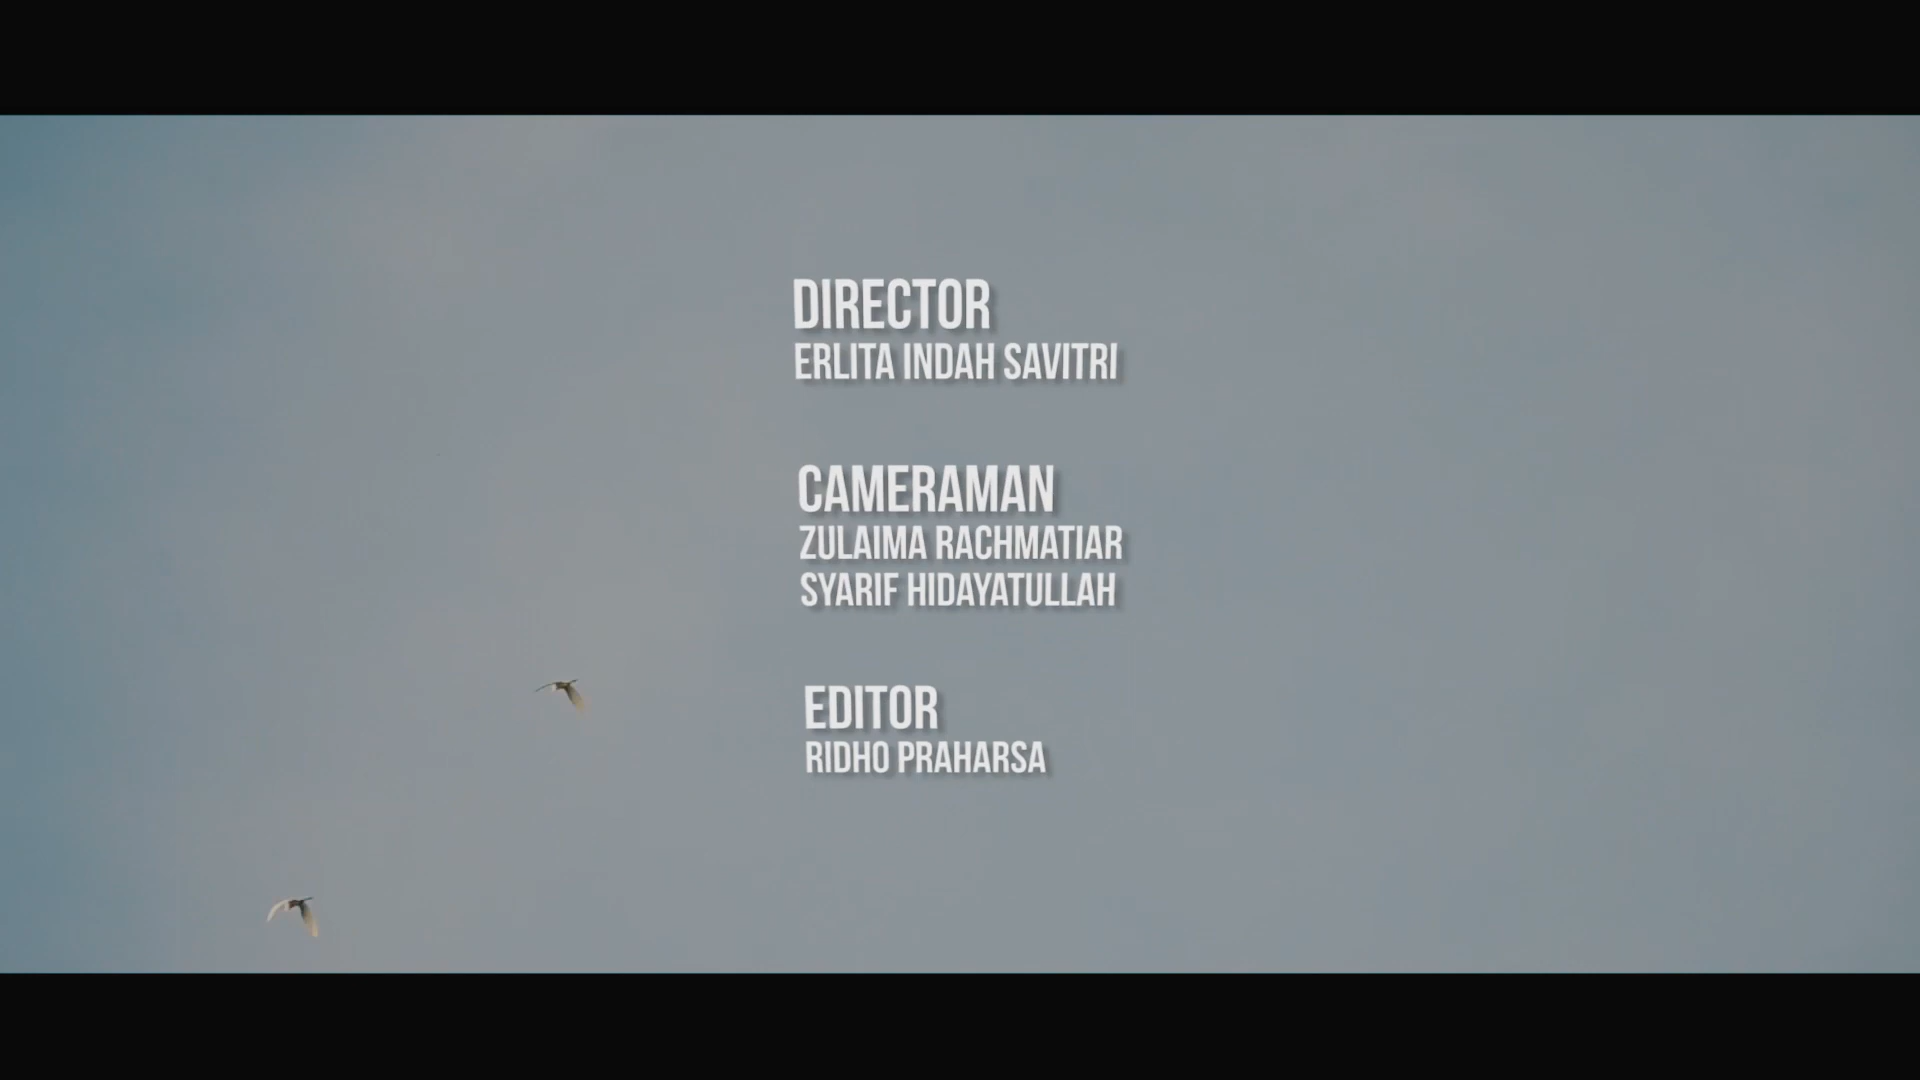 DIRECTOR
ERLITA INDAH SAVITRI
CAMERAMAN
ZULAIMA RACHMATIAR
SYARIF HIDAYATULLAH
EDITOR
RIDHO PRAHARSA